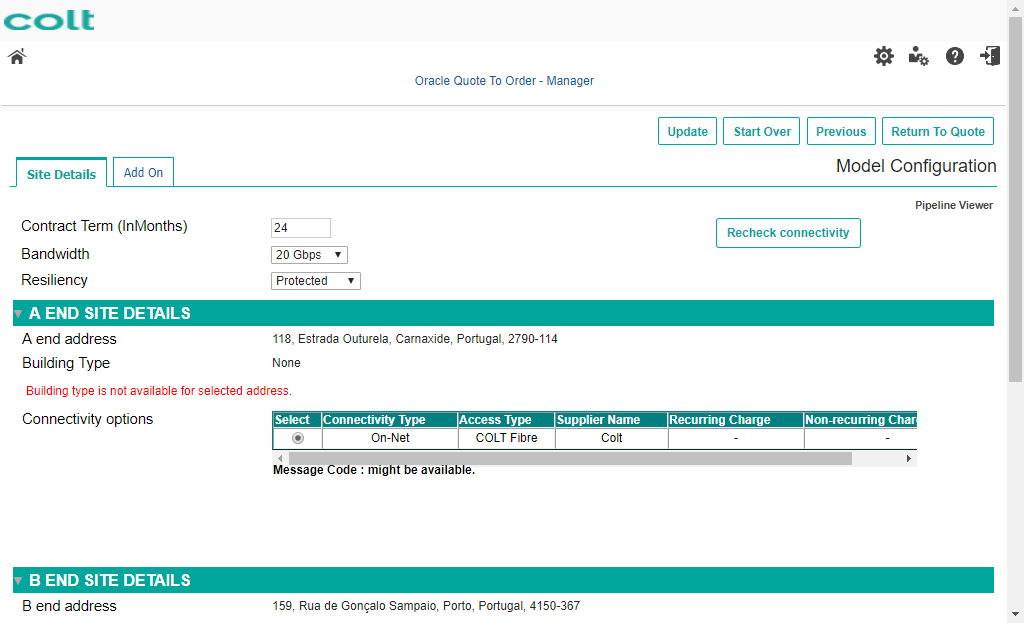 colt
Oracle Quote To Order - Manager
Update Start Over Previous Return To Quote
Site Details Add On
Model Configuration
Pipeline Viewer
Contract Term (InMonths) 24
Recheck connectivity
Bandwidth 20 Gbps
Resiliency Protected
A END SITE DETAILS
A end address 118, Estrada Outurela, Carnaxide, Portugal, 2790-114
Building Type None
Building type is not available for selected address.
Connectivity options
Select Connectivity Type Access Type Supplier Name Recurring Charge Non-recurring Char
On-Net COLT Fibre Colt - -
Message Code : might be available.
B END SITE DETAILS
B end address 159, Rua de Gonçalo Sampaio, Porto, Portugal, 4150-367